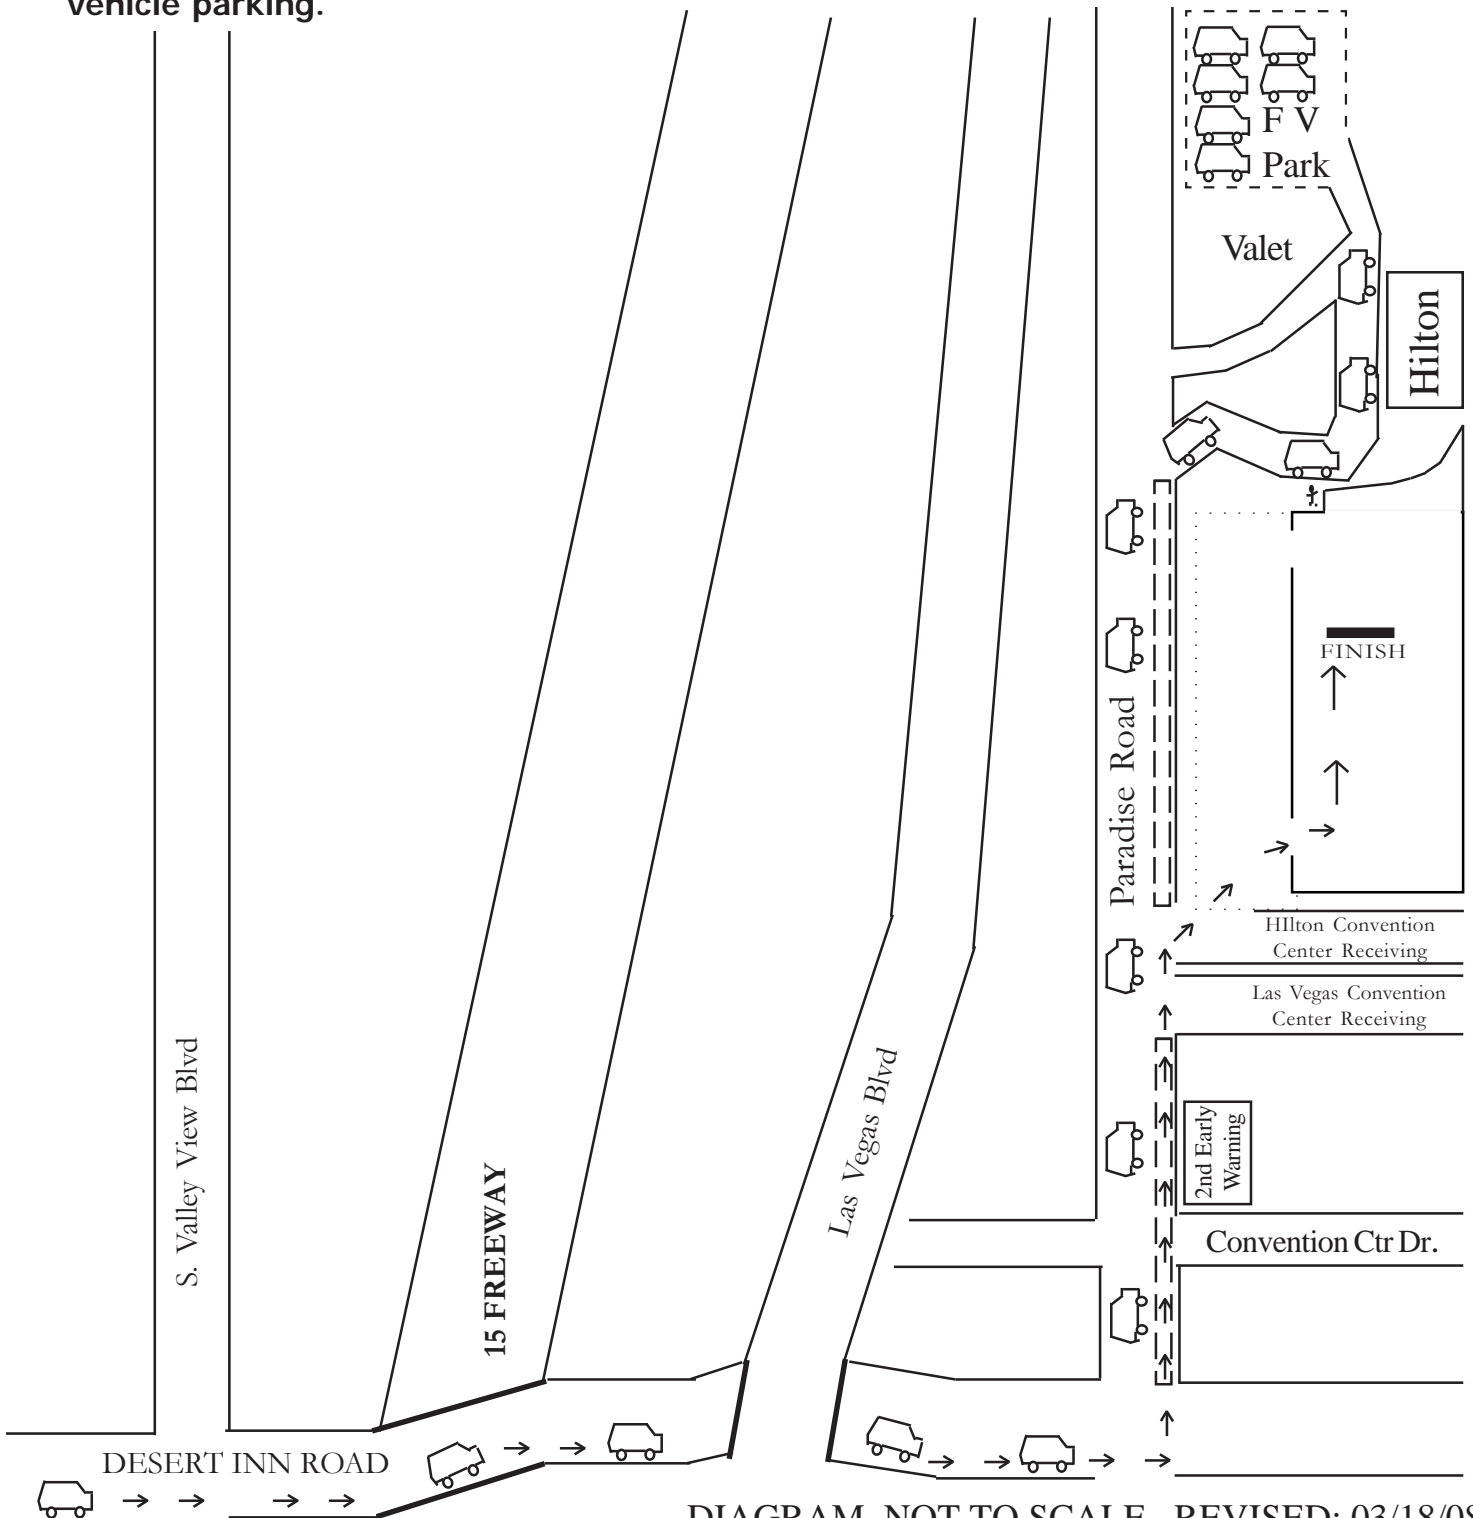 vehicle parking.
F V
Park
Valet
Hilton
FINISH
Paradise Road
HIlton Convention
Center Receiving
Las Vegas Convention
Center Receiving
2nd Early
Warning
Convention Ctr Dr.
Las Vegas Blvd
S. Valley View Blvd
15 FREEWAY
DESERT INN ROAD
DIAGRAM NOT TO SCALE REVISED: 03/18/08